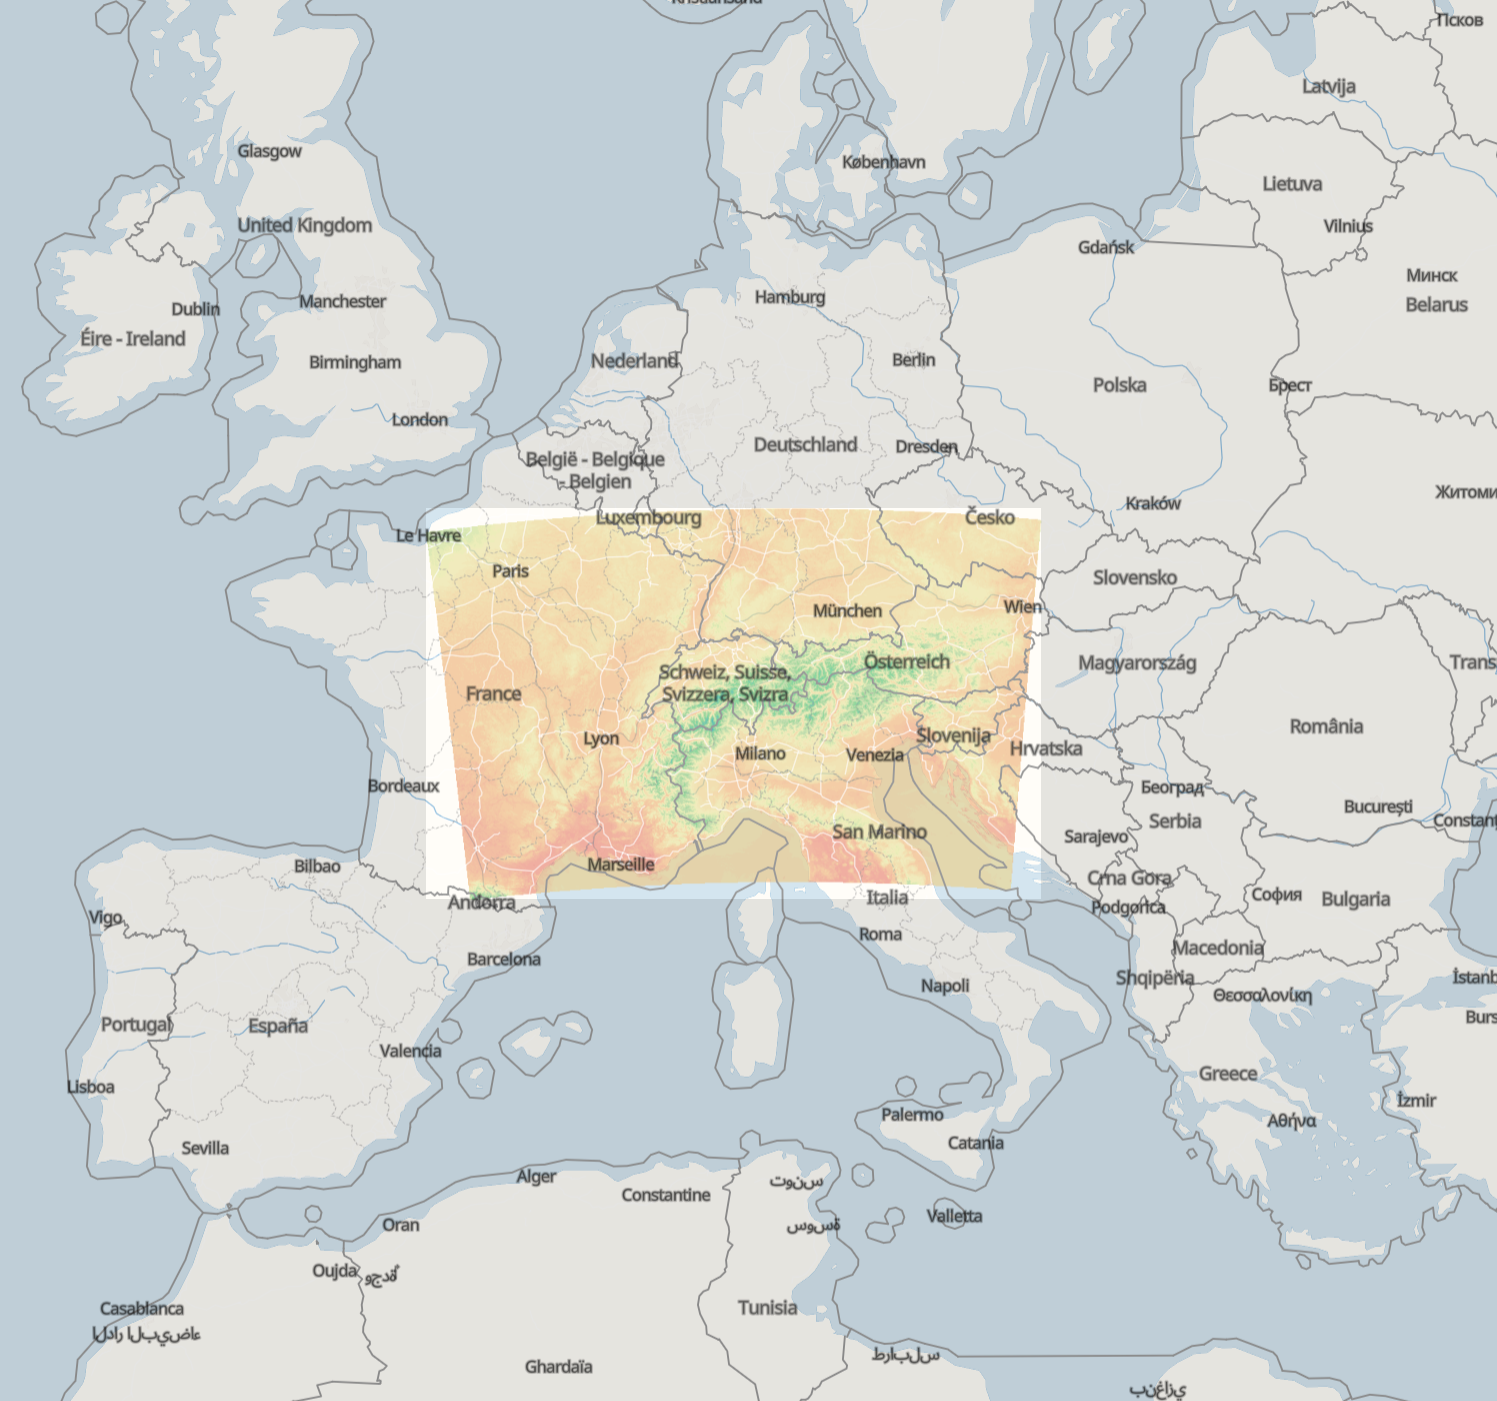 Kristiansand
Псков
Latvija
Glasgow
København
Lietuva
United Kingdom
Vilnius
Gdańsk
Минск
Hamburg
Manchester
Belarus
Dublin
Éire - Ireland
Nederland
Berlin
Birmingham
Polska
Брест
London
Deutschland
Dresden
België - Belgique
- Belgien
Житоми
Kraków
Luxembourg
Česko
Le Havre
Paris
Slovensko
München
Wien
Schweiz, Suisse,
Svizzera, Svizra
Österreich
Magyarország
Trans
France
România
Lyon
Milano
Venezia
Slovenija
Hrvatska
Bordeaux
Београд
București
Constanț
San Marino
Serbia
Sarajevo
Marseille
Bilbao
Crna Gora
Andorra
Italia
Podgorica
София
Bulgaria
Vigo
Roma
Macedonia
Barcelona
Shqipëria
İstanb
Napoli
Θεσσαλονίκη
Portugal
España
Burs
Valencia
Greece
Lisboa
İzmir
Palermo
Αθήνα
Sevilla
Catania
Alger
تونس
Constantine
Oran
سوسة
Valletta
Oujda وجدة
Casablanca
الدار البيضاء
Tunisia
طرابلس
Ghardaïa
بنغازي